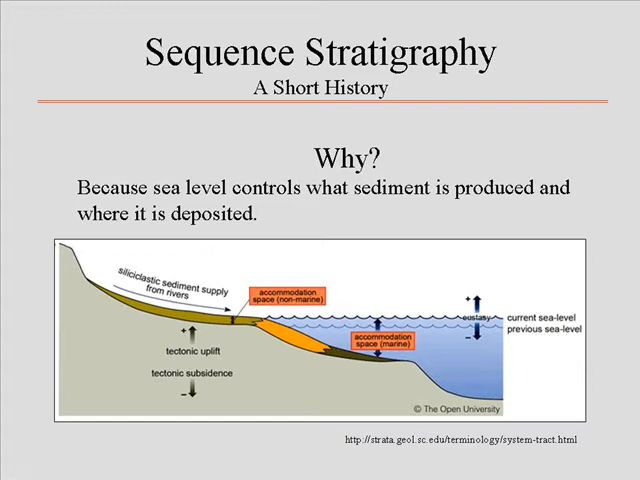 Sequence Stratigraphy
A Short History
Why?
Because sea level controls what sediment is produced and
where it is deposited.
siliciclastic sediment supply
from rivers
accommodation
space (non-marine)
+
eustasy
−
current sea-level
previous sea-level
accommodation
space (marine)
+
tectonic uplift
tectonic subsidence
−
© The Open University
http://strata.geol.sc.edu/terminology/system-tract.html